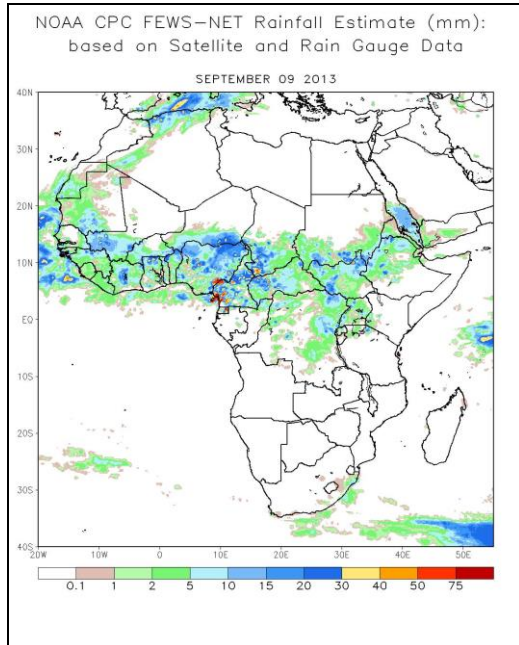 NOAA CPC FEWS-NET Rainfall Estimate (mm):
based on Satellite and Rain Gauge Data
SEPTEMBER 09 2013
40N
30N
20N
10N
EQ
10S
20S
30S
40S
20W 10W 0 10E 20E 30E 40E 50E
0.1 1 2 5 10 15 20 30 40 50 75